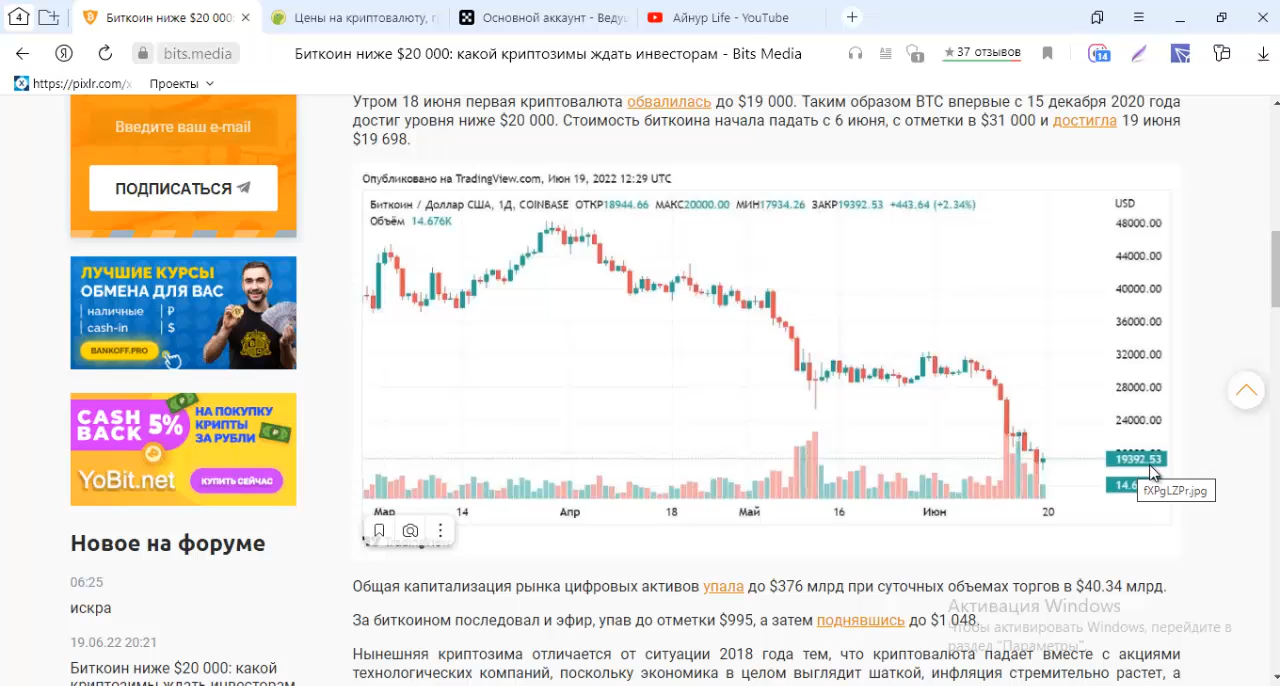 4
Биткоин ниже $20 000:
Цены на криптовалюту, г
Основной аккаунт - Ведущ
Айнур Life - YouTube
bits.media
Биткоин ниже $20 000: какой криптозимы ждать инвесторам - Bits Media
1
★ 37 отзывов
14
https://pixlr.com/x
Проекты
Введите ваш e-mail
ПОДПИСАТЬСЯ
ЛУЧШИЕ КУРСЫ
ОБМЕНА ДЛЯ ВАС
наличные ₽
cash-in $
BANKOFF.PRO
CASH BACK 5%
НА ПОКУПКУ
КРИПТЫ
ЗА РУБЛИ
YoBit.net
КУПИТЬ СЕЙЧАС
Новое на форуме
06:25
искра
19.06.22 20:21
Биткоин ниже $20 000: какой
криптозимы ждать инвесторам
Утром 18 июня первая криптовалюта обвалилась до $19 000. Таким образом BTC впервые с 15 декабря 2020 года
достиг уровня ниже $20 000. Стоимость биткоина начала падать с 6 июня, с отметки в $31 000 и достигла 19 июня
$19 698.
Опубликовано на TradingView.com, Июн 19, 2022 12:29 UTC
Биткоин / Доллар США, 1Д, COINBASE ОТКР18944.66 МАКС20000.00 МИН17934.26 ЗАКР19392.53 +443.64 (+2.34%)
Объём 14.676K
USD
48000.00
44000.00
40000.00
36000.00
32000.00
28000.00
24000.00
19392.53
fXPgLZPr.jpg
Мар 14 Апр 18 Май 16 Июн 20
TradingView
Общая капитализация рынка цифровых активов упала до $376 млрд при суточных объемах торгов в $40.34 млрд.
За биткоином последовал и эфир, упав до отметки $995, а затем поднявшись до $1 048.
Нынешняя криптозима отличается от ситуации 2018 года тем, что криптовалюта падает вместе с акциями
технологических компаний, поскольку экономика в целом выглядит шаткой, инфляция стремительно растет, а
Активация Windows
Чтобы активировать Windows, перейдите в
раздел "Параметры".